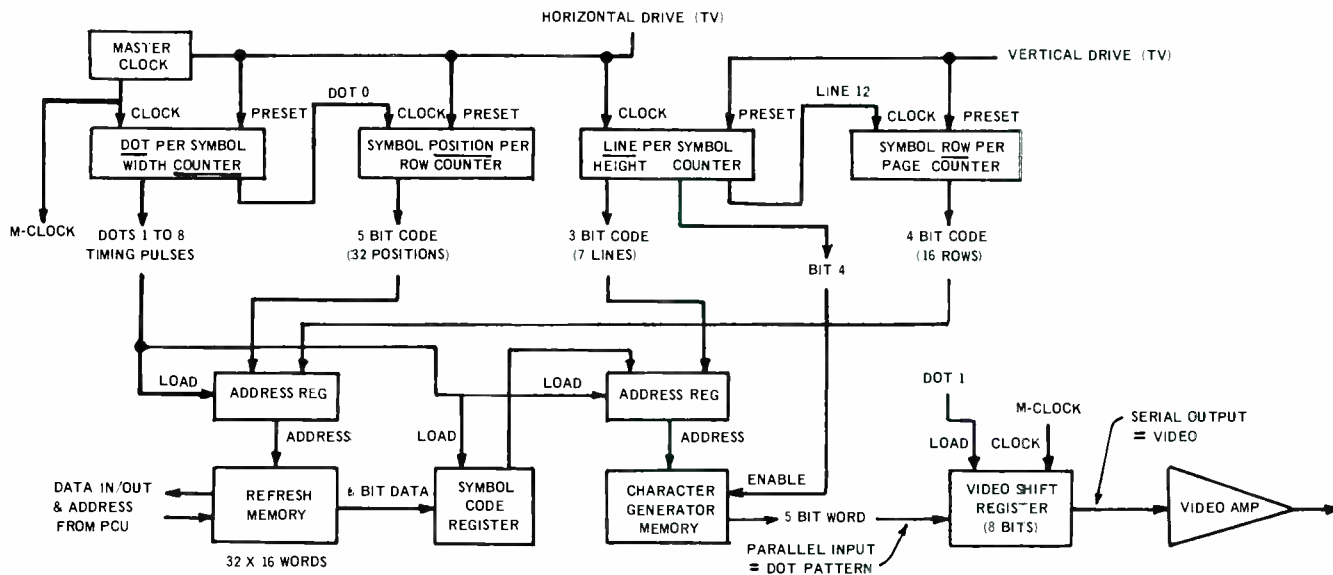 HORIZONTAL DRIVE (TV)
MASTER
CLOCK
VERTICAL DRIVE (TV)
DOT 0
LINE 12
CLOCK
PRESET
CLOCK
PRESET
CLOCK
PRESET
CLOCK
PRESET
DOT PER SYMBOL
WIDTH COUNTER
SYMBOL POSITION PER
ROW COUNTER
LINE PER SYMBOL
HEIGHT COUNTER
SYMBOL ROW PER
PAGE COUNTER
M-CLOCK
DOTS 1 TO 8
TIMING PULSES
5 BIT CODE
(32 POSITIONS)
3 BIT CODE
(7 LINES)
BIT 4
4 BIT CODE
(16 ROWS)
LOAD
ADDRESS REG
LOAD
ADDRESS REG
DOT 1
M-CLOCK
SERIAL OUTPUT
= VIDEO
ADDRESS
LOAD
ADDRESS
LOAD
CLOCK
DATA IN/OUT
& ADDRESS
FROM PCU
REFRESH
MEMORY
6 BIT DATA
SYMBOL
CODE
REGISTER
CHARACTER
GENERATOR
MEMORY
ENABLE
5 BIT WORD
VIDEO SHIFT
REGISTER
(8 BITS)
VIDEO AMP
32 X 16 WORDS
PARALLEL INPUT
= DOT PATTERN